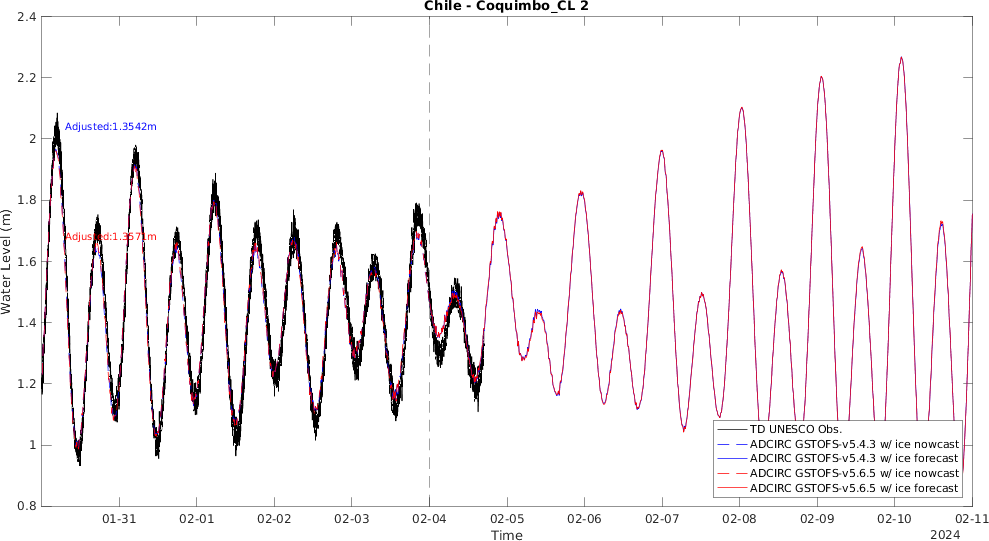 Chile - Coquimbo_CL 2
2.4
2.2
2
1.8
1.6
1.4
1.2
1
0.8
Water Level (m)
Adjusted:1.3542m
Adjusted:1.3571m
TD UNESCO Obs.
ADCIRC GSTOFS-v5.4.3 w/ ice nowcast
ADCIRC GSTOFS-v5.4.3 w/ ice forecast
ADCIRC GSTOFS-v5.6.5 w/ ice nowcast
ADCIRC GSTOFS-v5.6.5 w/ ice forecast
01-31 02-01 02-02 02-03 02-04 02-05 02-06 02-07 02-08 02-09 02-10 02-11
Time
2024